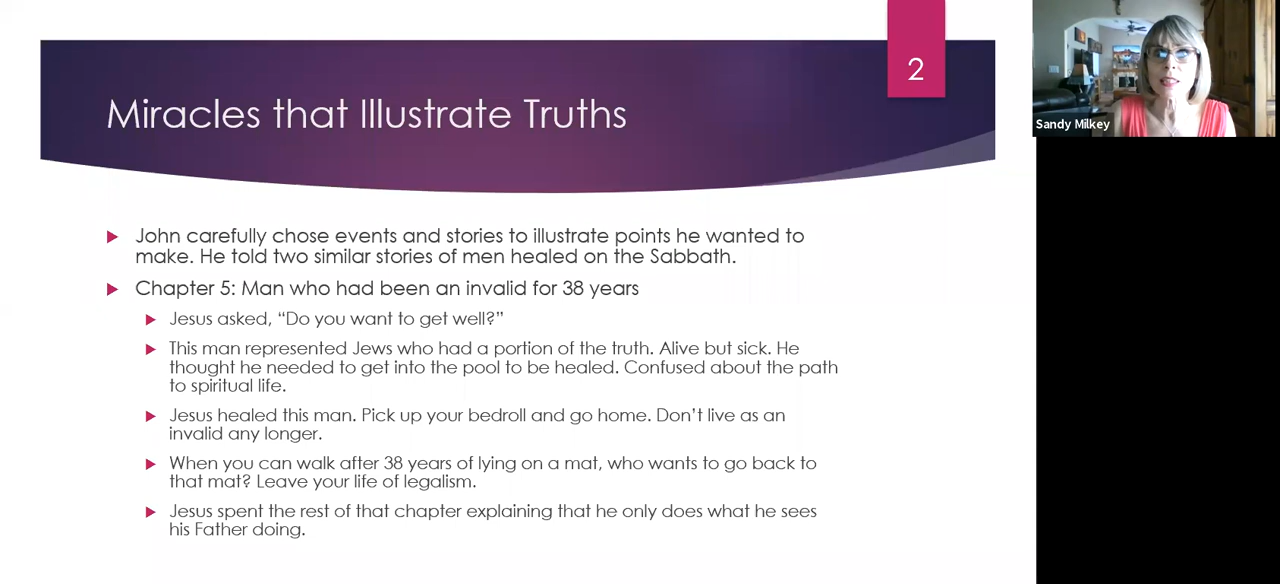 2
Sandy Milkey
Miracles that Illustrate Truths
John carefully chose events and stories to illustrate points he wanted to
make. He told two similar stories of men healed on the Sabbath.
Chapter 5: Man who had been an invalid for 38 years
Jesus asked, “Do you want to get well?”
This man represented Jews who had a portion of the truth. Alive but sick. He
thought he needed to get into the pool to be healed. Confused about the path
to spiritual life.
Jesus healed this man. Pick up your bedroll and go home. Don’t live as an
invalid any longer.
When you can walk after 38 years of lying on a mat, who wants to go back to
that mat? Leave your life of legalism.
Jesus spent the rest of that chapter explaining that he only does what he sees
his Father doing.